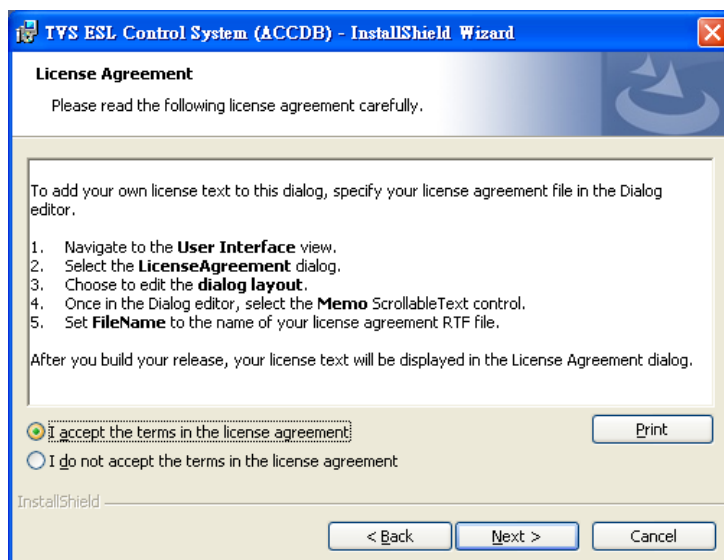 TVS ESL Control System (ACCDB) - InstallShield Wizard
License Agreement
Please read the following license agreement carefully.
To add your own license text to this dialog, specify your license agreement file in the Dialog
editor.
1. Navigate to the User Interface view.
2. Select the LicenseAgreement dialog.
3. Choose to edit the dialog layout.
4. Once in the Dialog editor, select the Memo ScrollableText control.
5. Set FileName to the name of your license agreement RTF file.
After you build your release, your license text will be displayed in the License Agreement dialog.
I accept the terms in the license agreement
Print
I do not accept the terms in the license agreement
InstallShield
< Back
Next >
Cancel